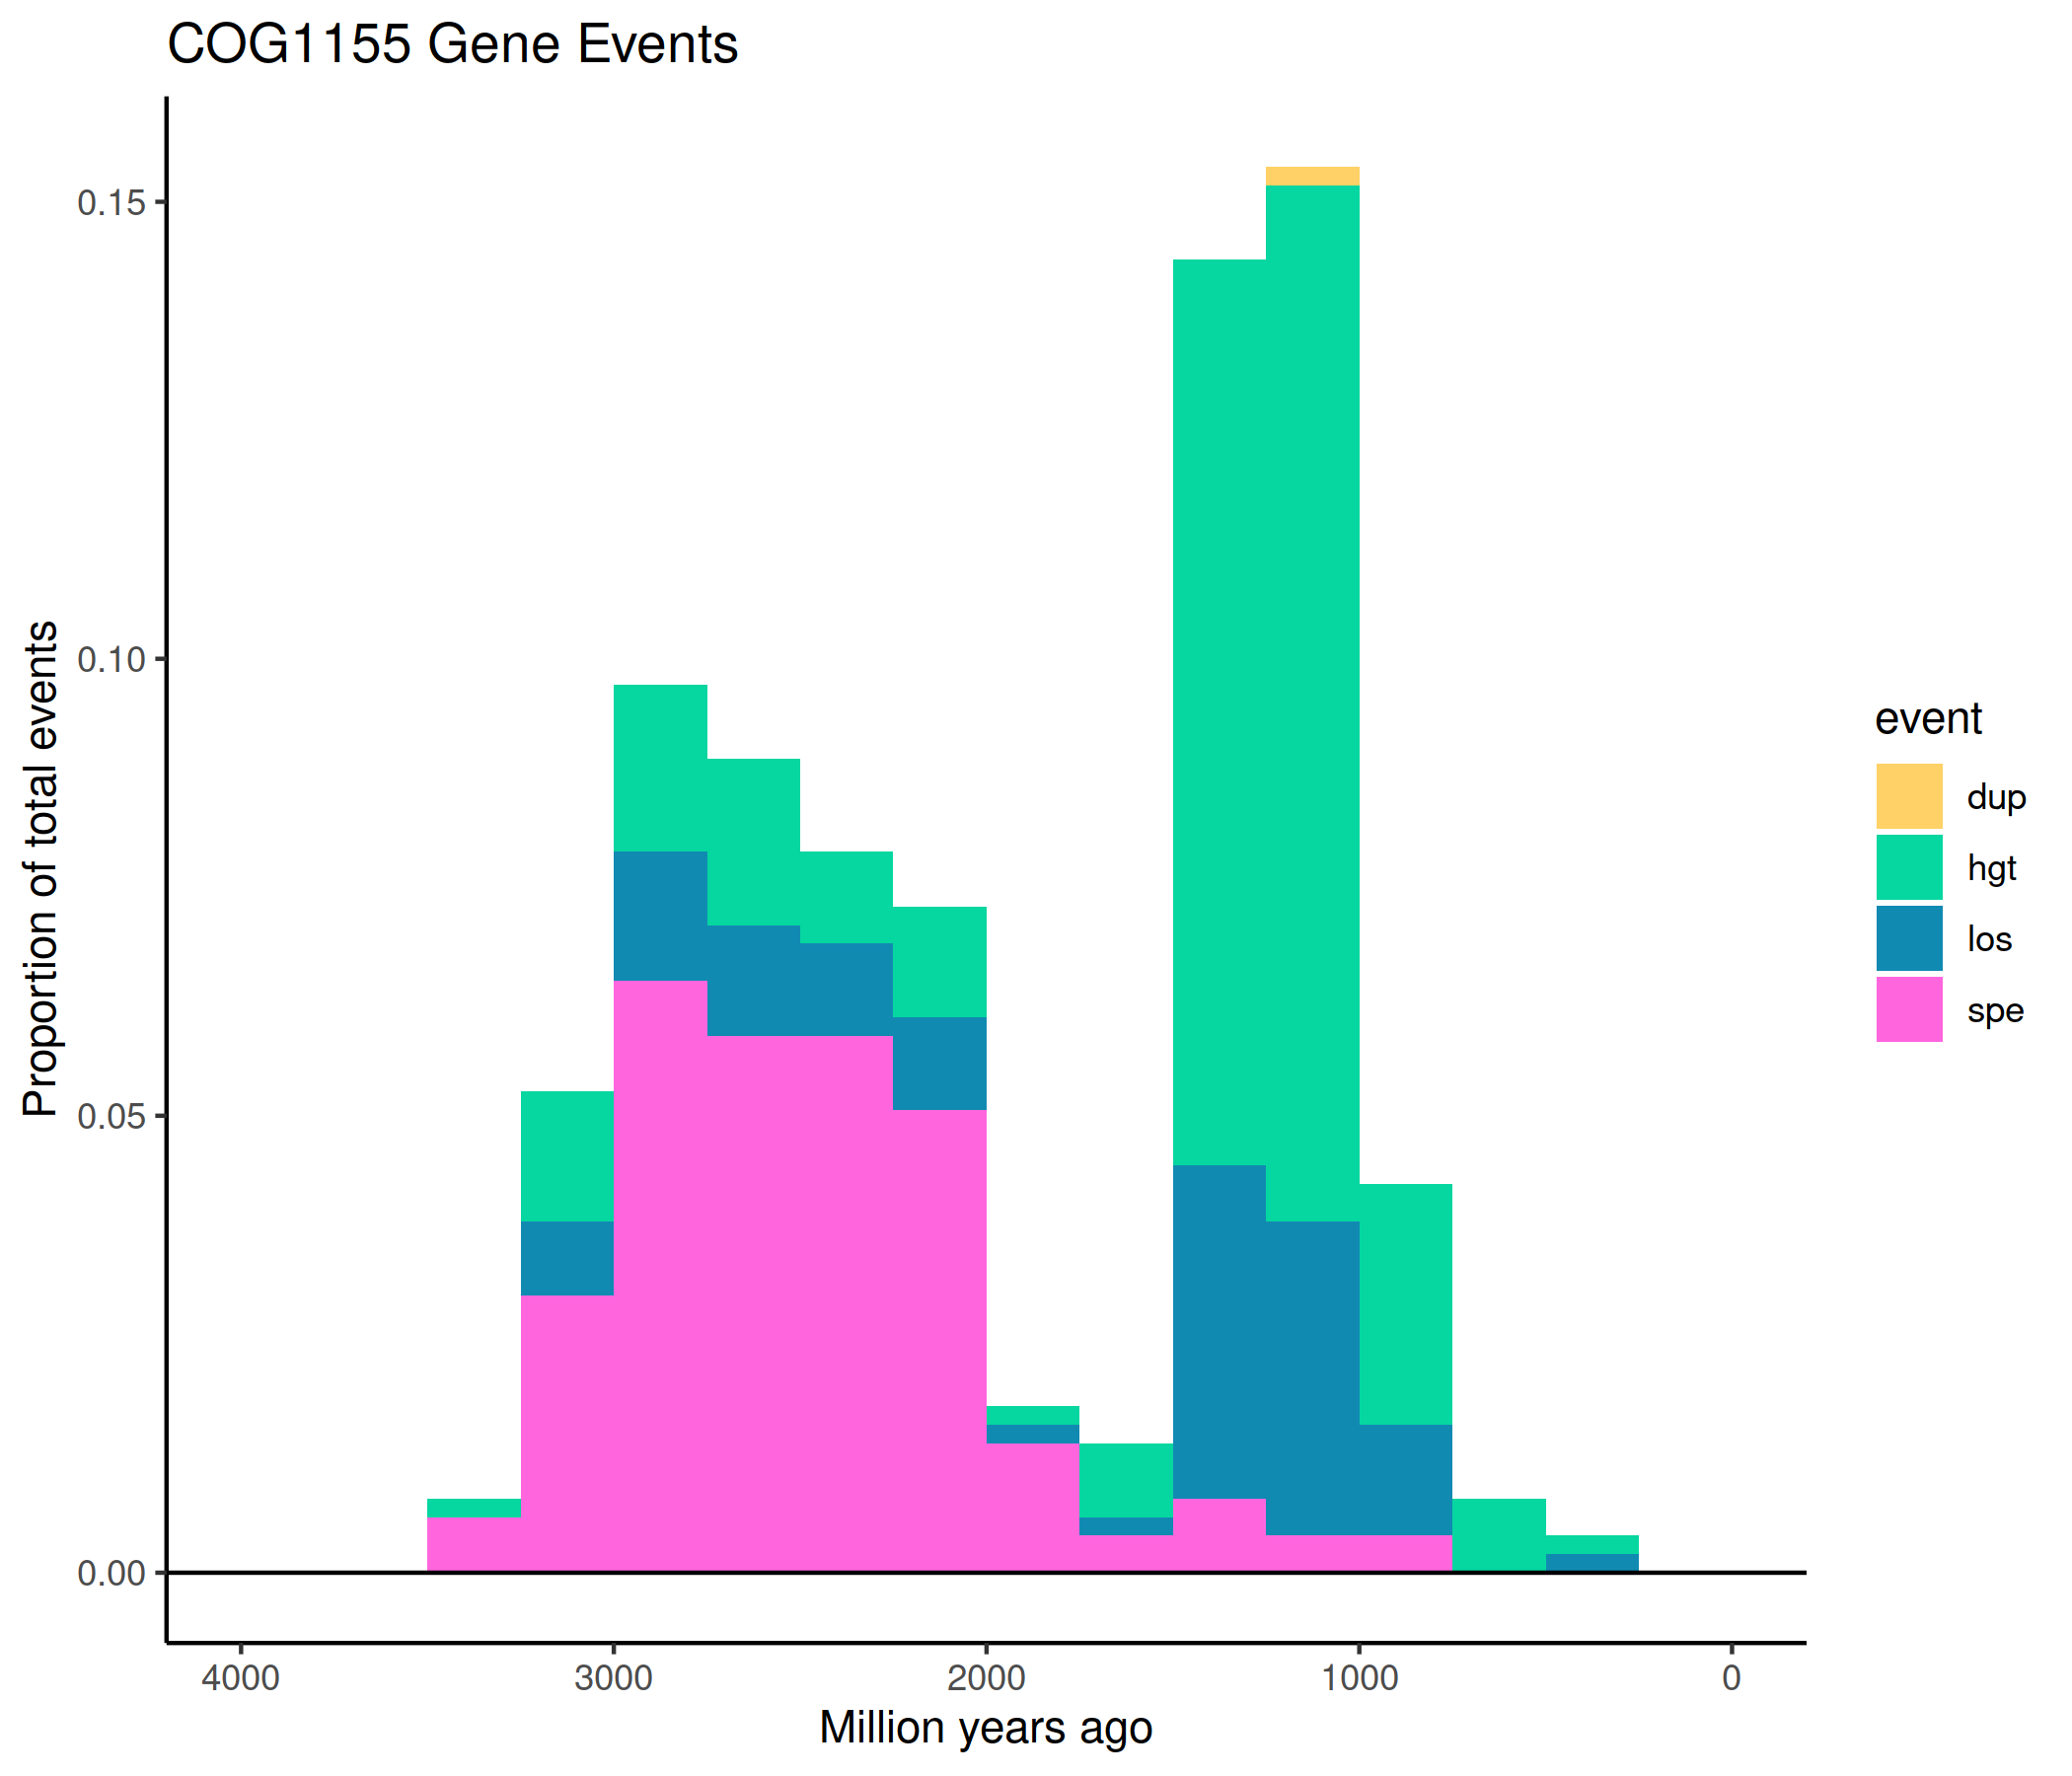 COG1155 Gene Events
Proportion of total events
0.15
0.10
0.05
0.00
4000 3000 2000 1000 0
Million years ago
event
dup
hgt
los
spe